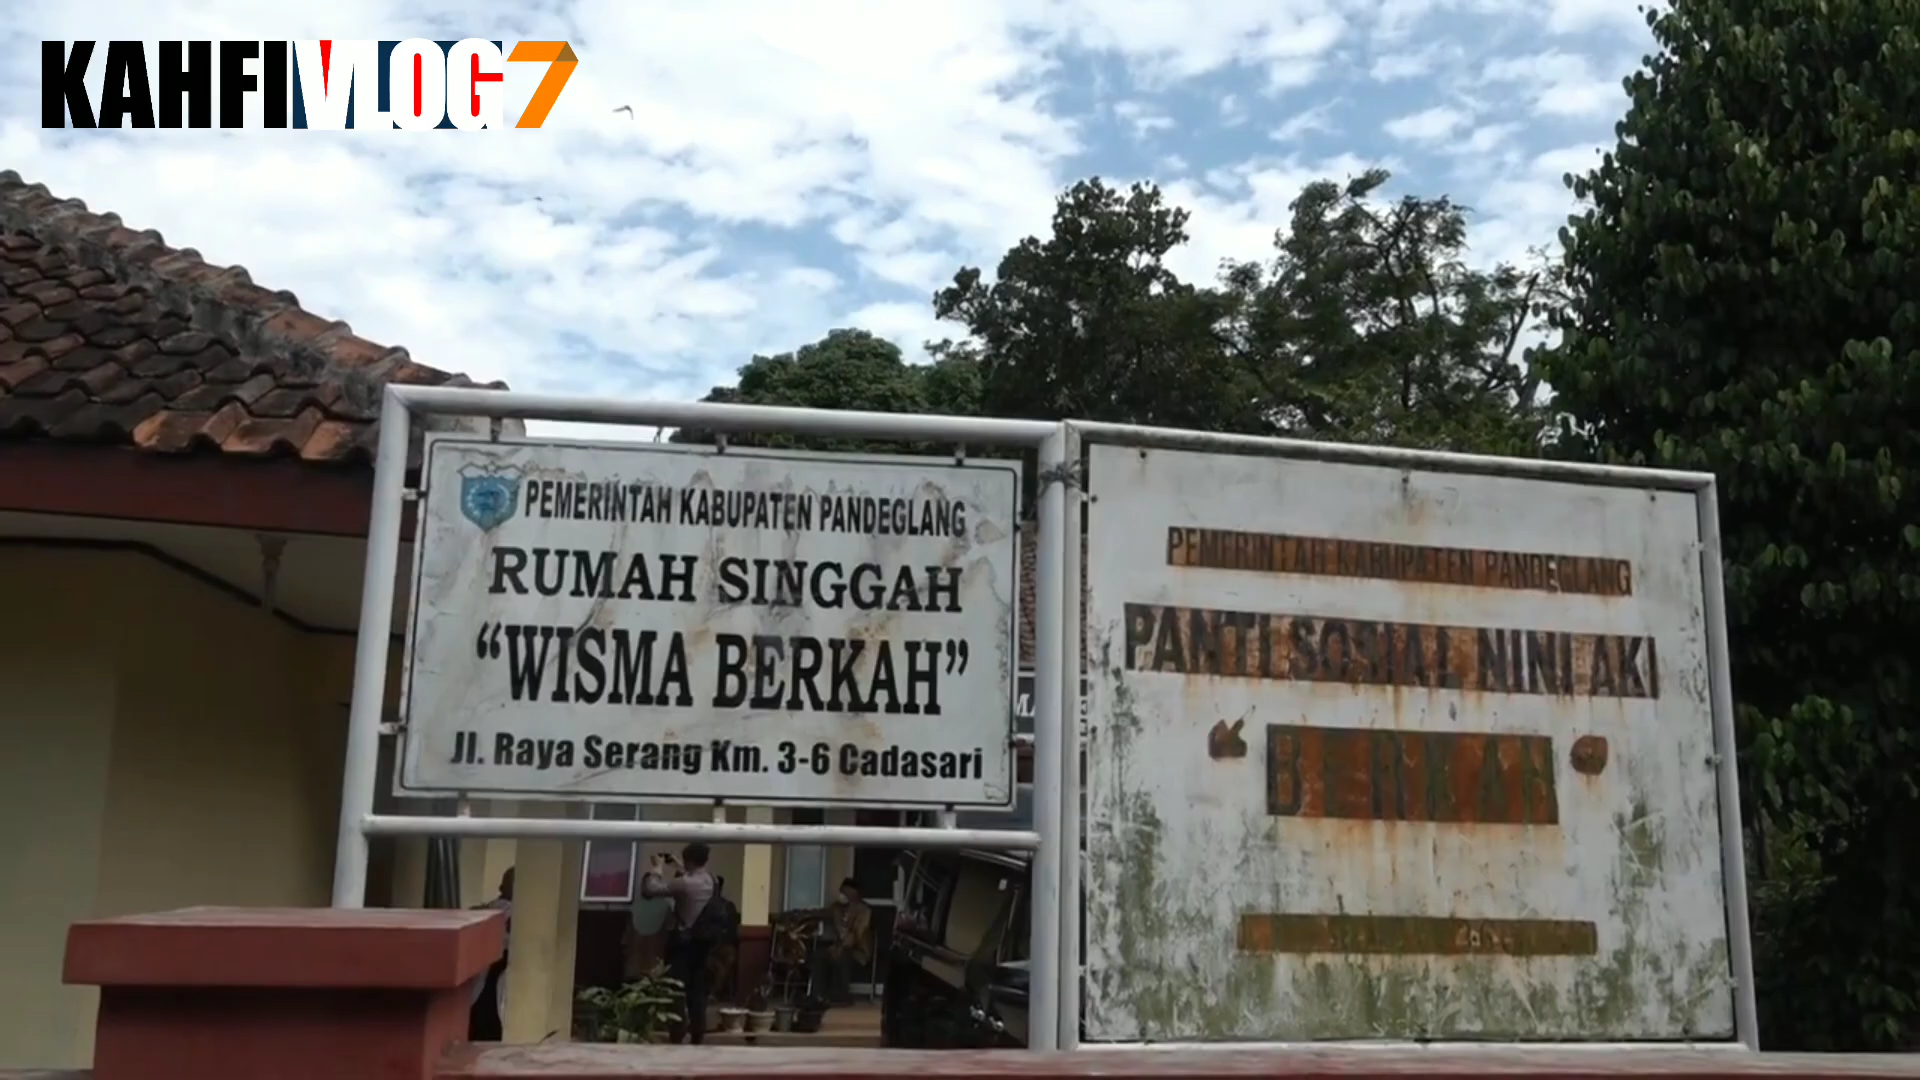 KAHFIVLOG7
PEMERINTAH KABUPATEN PANDEGLANG
RUMAH SINGGAH
“WISMA BERKAH”
Jl. Raya Serang Km. 3-6 Cadasari
PEMERINTAH KABUPATEN PANDEGLANG
PANTI SOSIAL NINI AKI
“BERKAH”